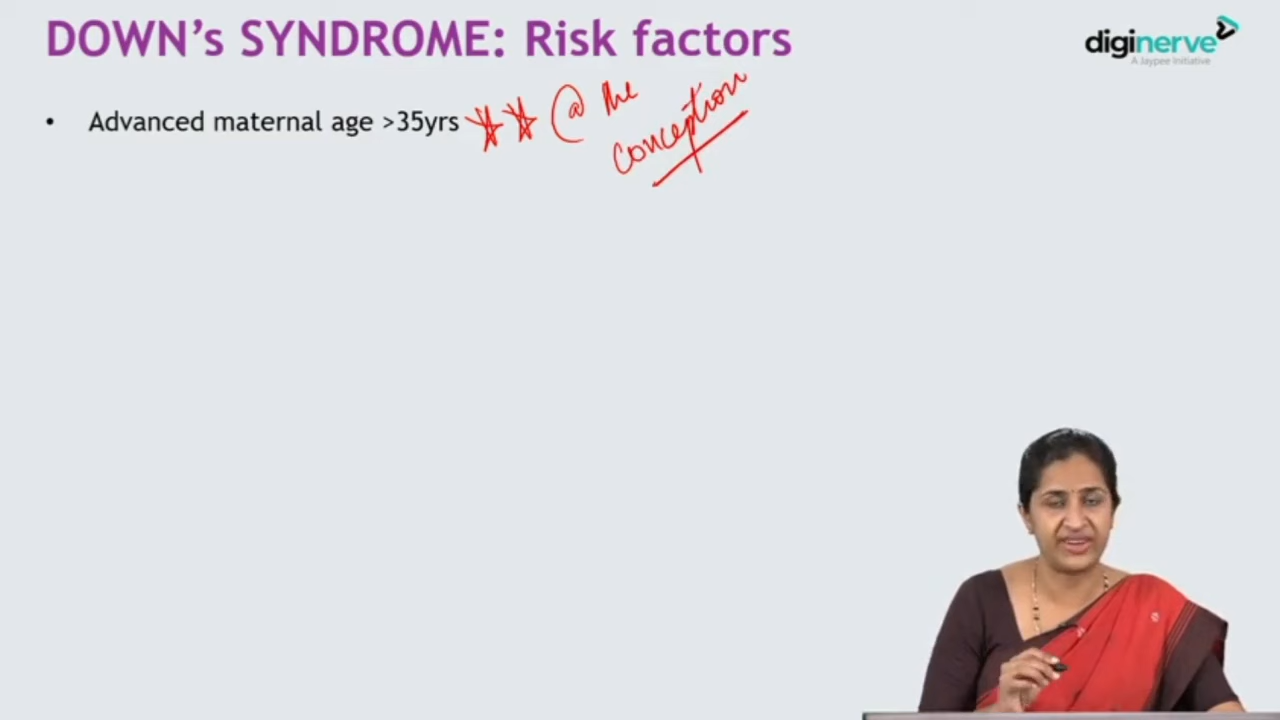 DOWN's SYNDROME: Risk factors
diginerve
A Jaypee Initiative
• Advanced maternal age >35yrs @ the
conception